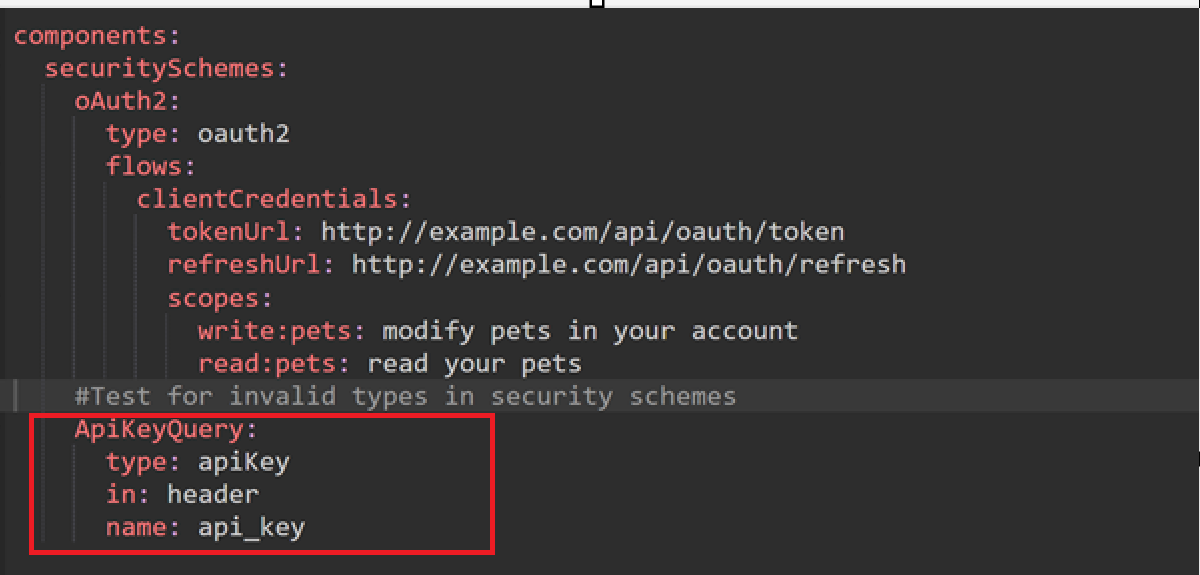 components:
  securitySchemes:
    oAuth2:
      type: oauth2
      flows:
        clientCredentials:
          tokenUrl: http://example.com/api/oauth/token
          refreshUrl: http://example.com/api/oauth/refresh
          scopes:
            write:pets: modify pets in your account
            read:pets: read your pets
    #Test for invalid types in security schemes
    ApiKeyQuery:
      type: apiKey
      in: header
      name: api_key